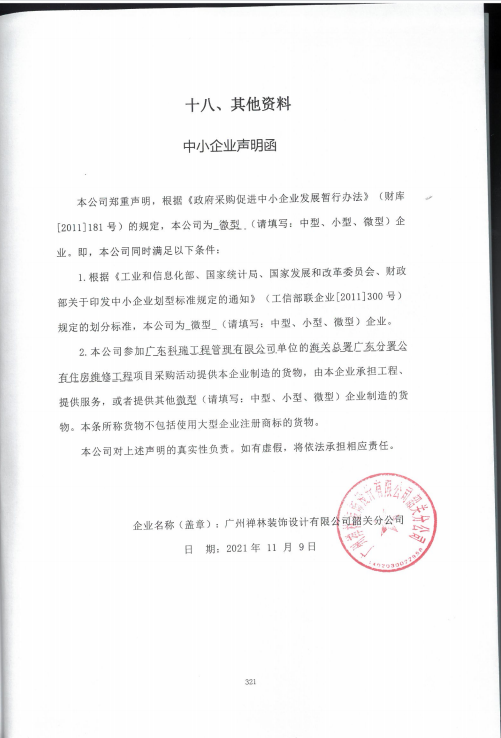 十八、其他资料
中小企业声明函
本公司郑重声明，根据《政府采购促进中小企业发展暂行办法》（财库
[2011]181号）的规定，本公司为_微型_（请填写：中型、小型、微型）企
业。即，本公司同时满足以下条件：
1.根据《工业和信息化部、国家统计局、国家发展和改革委员会、财政
部关于印发中小企业划型标准规定的通知》（工信部联企业[2011]300号）
规定的划分标准，本公司为_微型_（请填写：中型、小型、微型）企业。
2.本公司参加广东科瑞工程管理有限公司单位的海关总署广东分署公
有住房维修工程项目采购活动提供本企业制造的货物，由本企业承担工程、
提供服务，或者提供其他微型（请填写：中型、小型、微型）企业制造的货
物。本条所称货物不包括使用大型企业注册商标的货物。
本公司对上述声明的真实性负责。如有虚假，将依法承担相应责任。
企业名称（盖章）：广州禅林装饰设计有限公司韶关分公司
日 期：2021年 11 月 9日
321